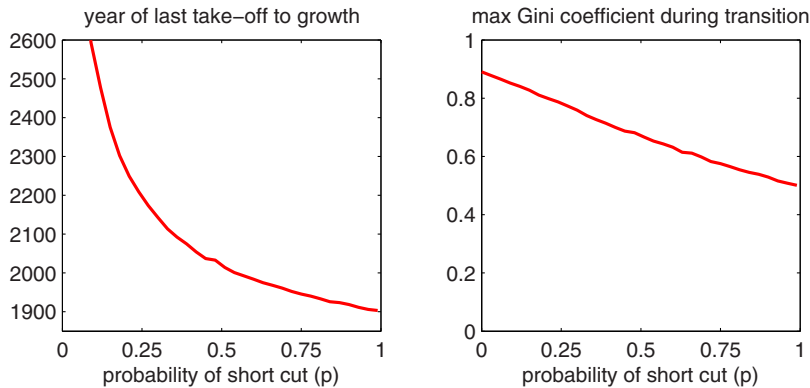 year of last take–off to growth
2600
2500
2400
2300
2200
2100
2000
1900
0 0.25 0.5 0.75 1
probability of short cut (p)
max Gini coefficient during transition
1
0.8
0.6
0.4
0.2
0
0 0.25 0.5 0.75 1
probability of short cut (p)